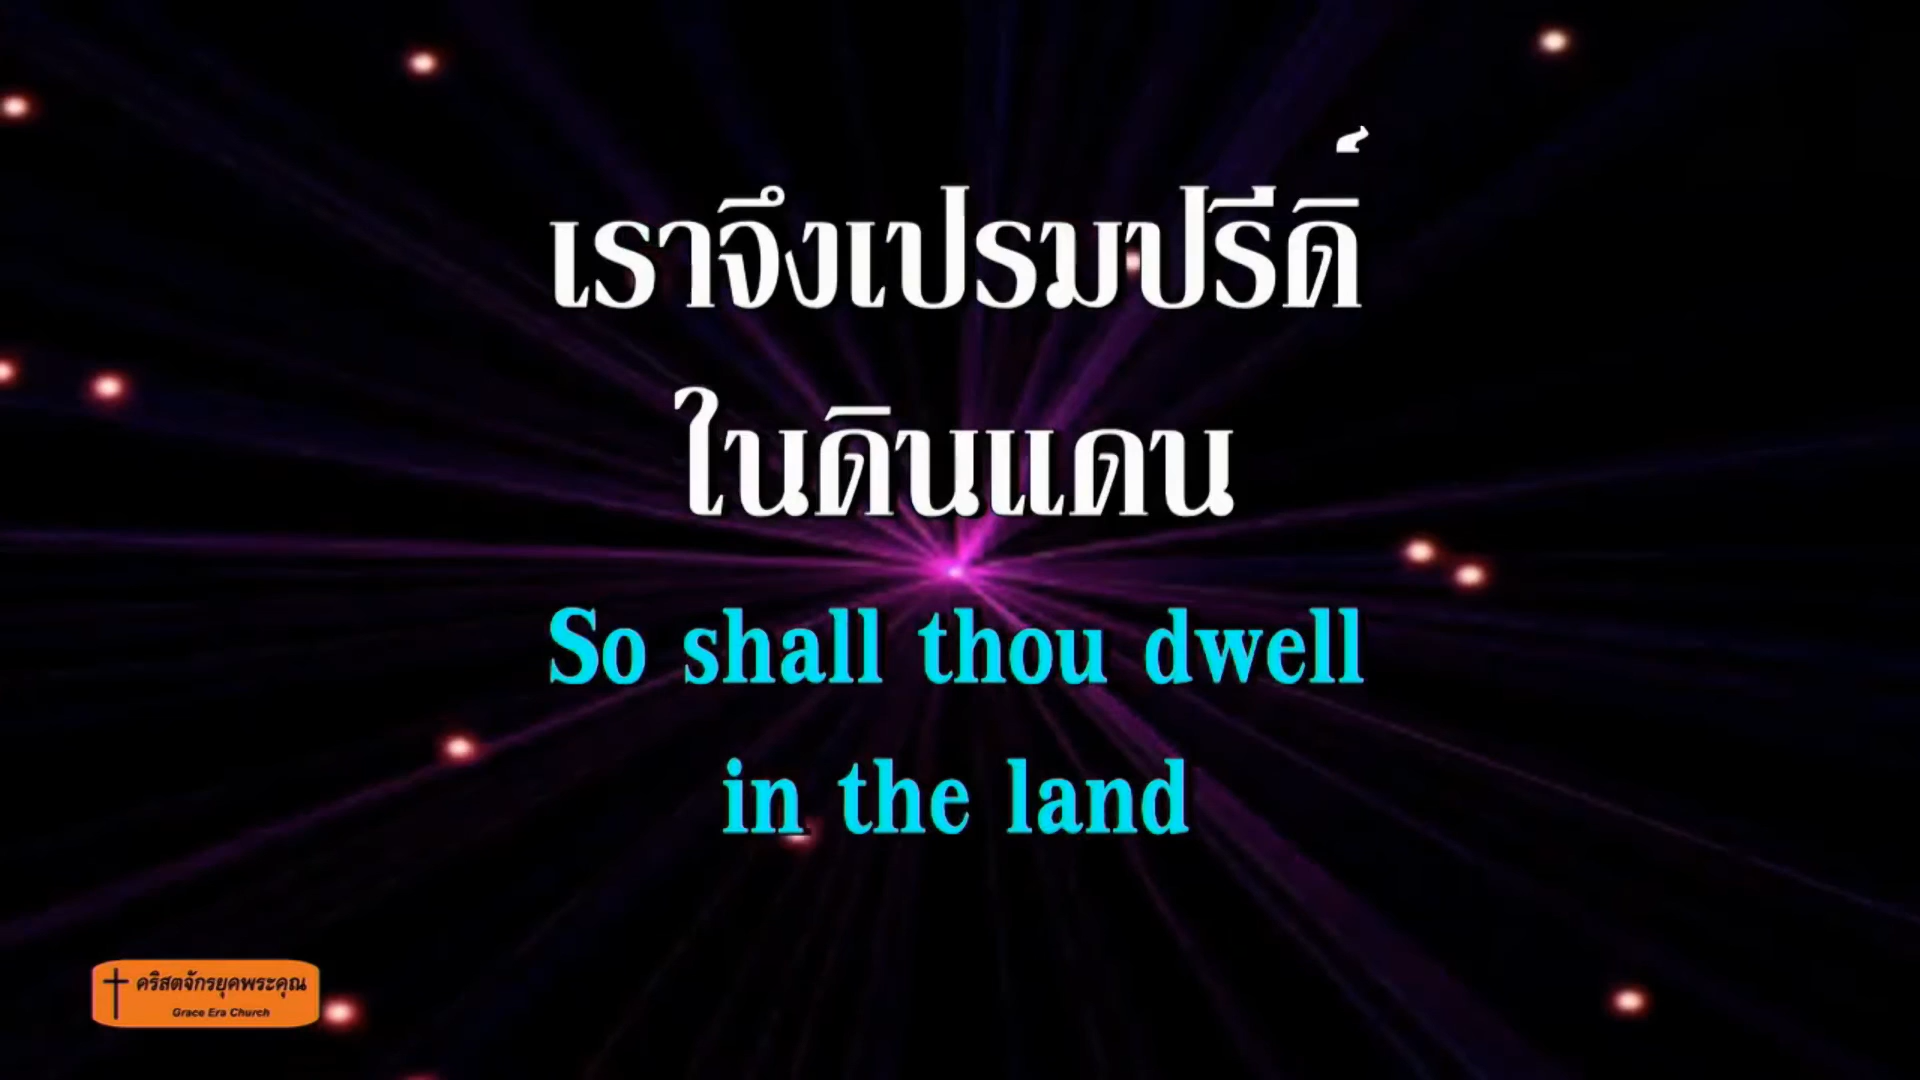 เราจึงเปรมปรีดิ์
ในดินแดน
So shall thou dwell
in the land
คริสตจักรยุคพระคุณ
Grace Era Church